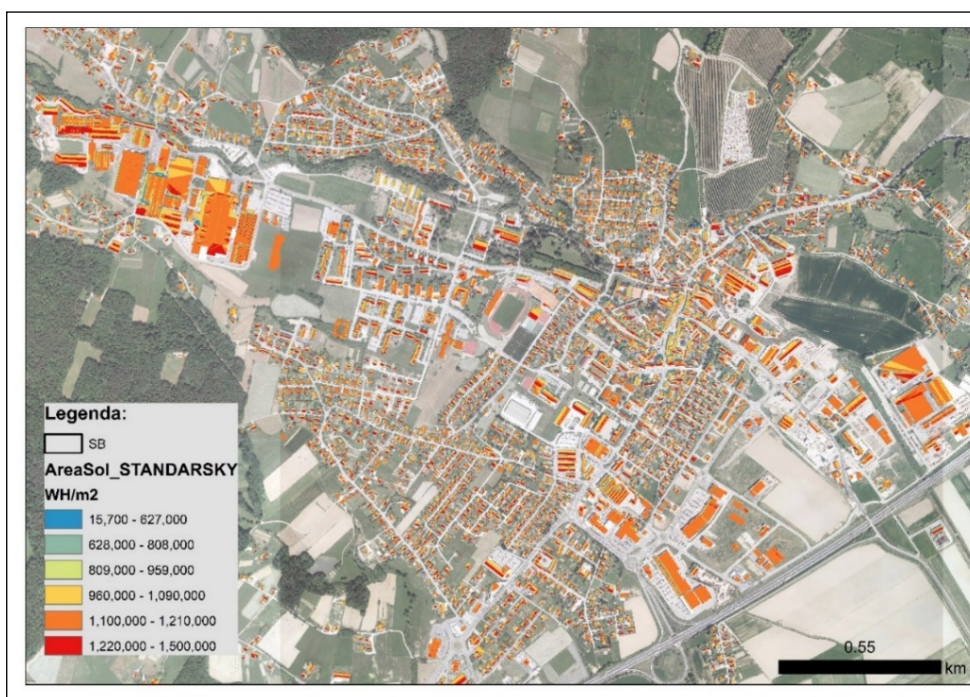 Legenda:
SB
AreaSol_STANDARSKY
WH/m2
15,700 - 627,000
628,000 - 808,000
809,000 - 959,000
960,000 - 1,090,000
1,100,000 - 1,210,000
1,220,000 - 1,500,000
0.55
km